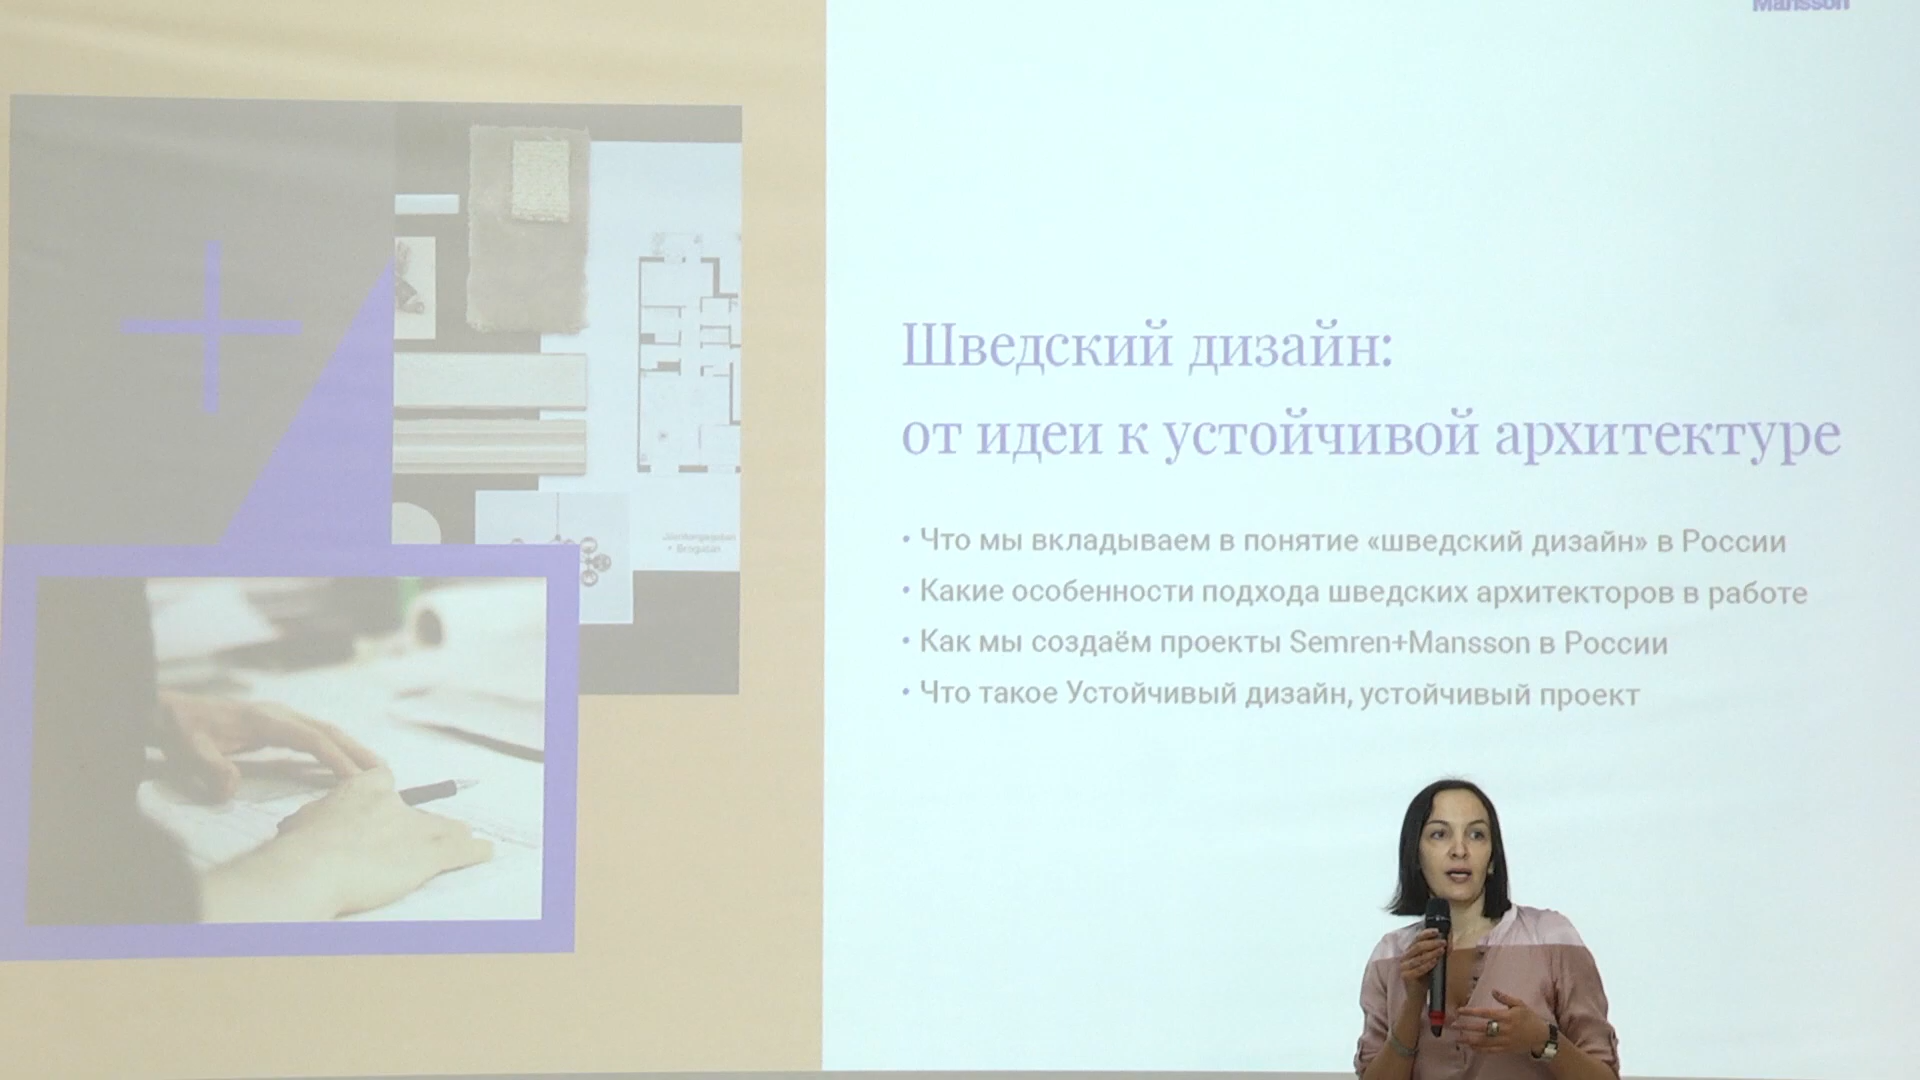 Mansson
Шведский дизайн:
от идеи к устойчивой архитектуре
• Что мы вкладываем в понятие «шведский дизайн» в России
• Какие особенности подхода шведских архитекторов в работе
• Как мы создаём проекты Semren+Mansson в России
• Что такое Устойчивый дизайн, устойчивый проект